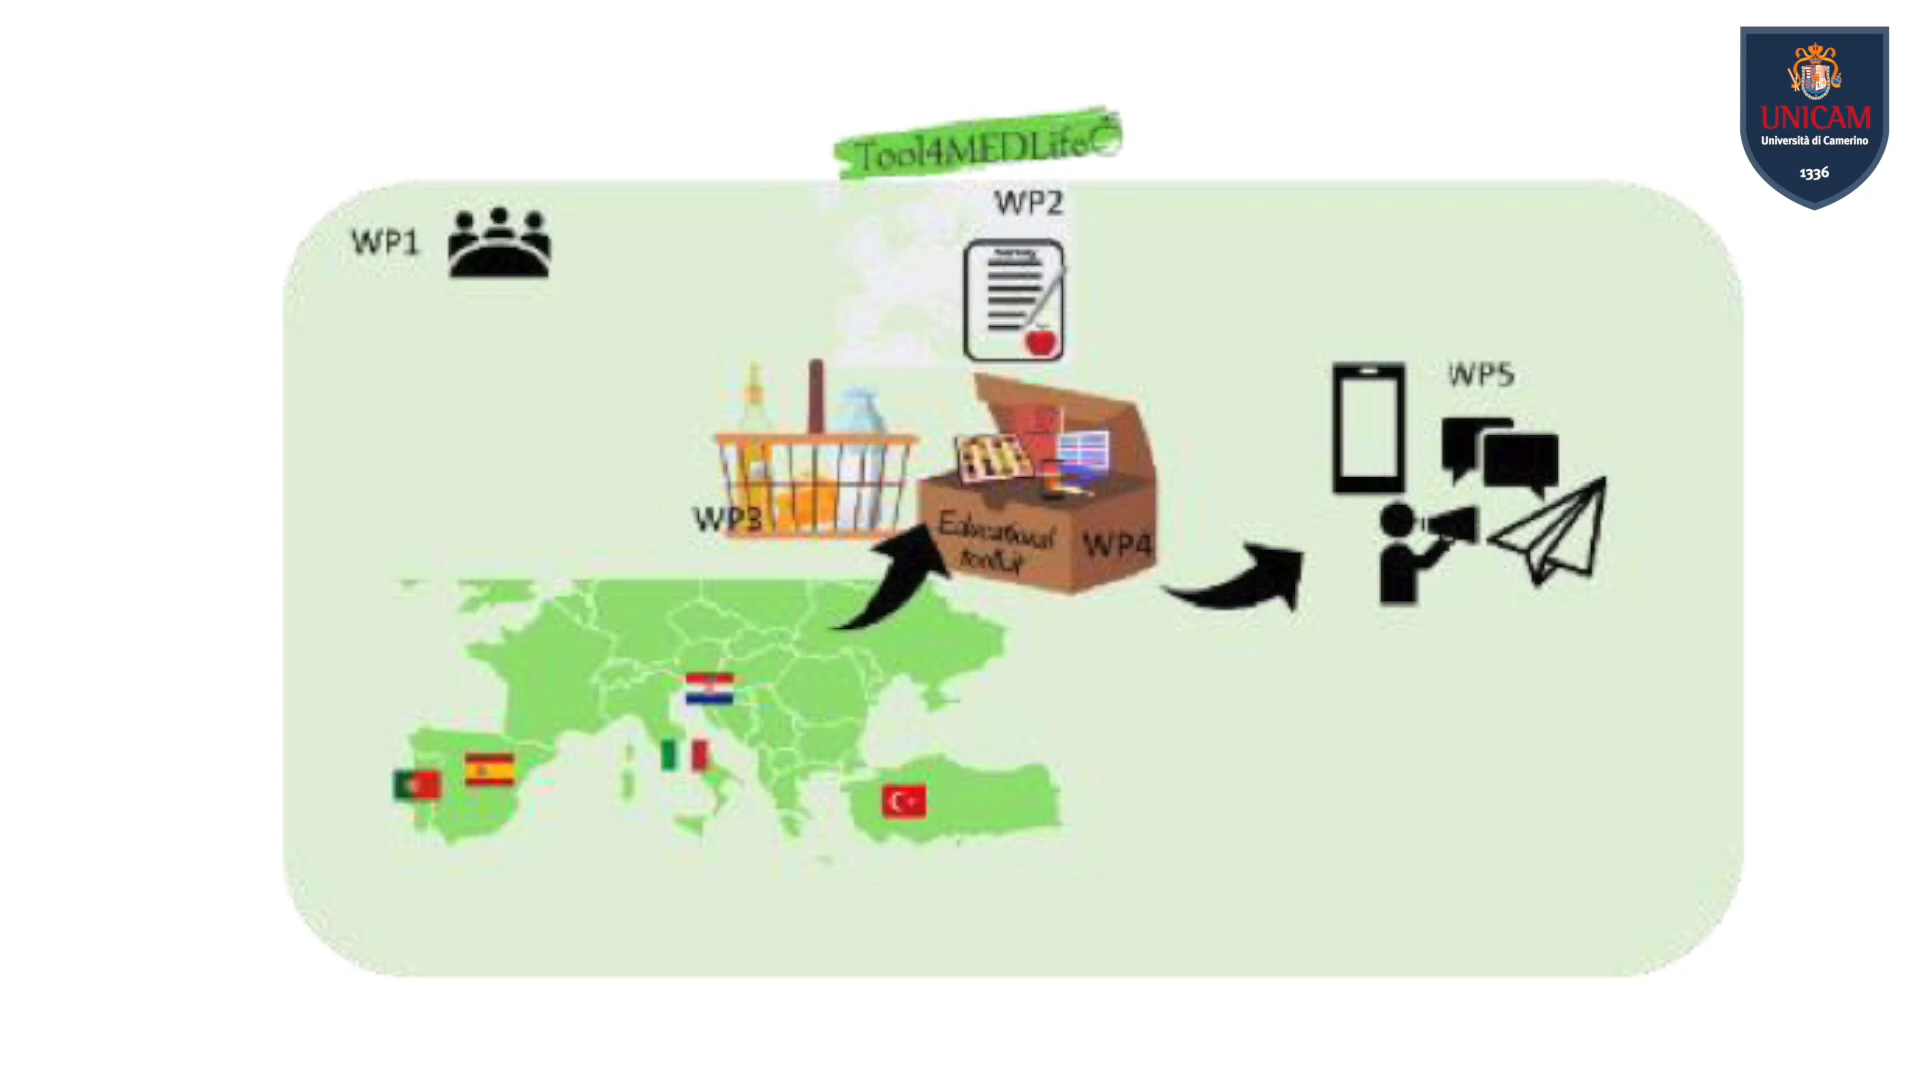 Tool4MEDLife
WP1
WP2
WP3
Educational
toolkit
WP4
WP5
UNICAM
Università di Camerino
1336